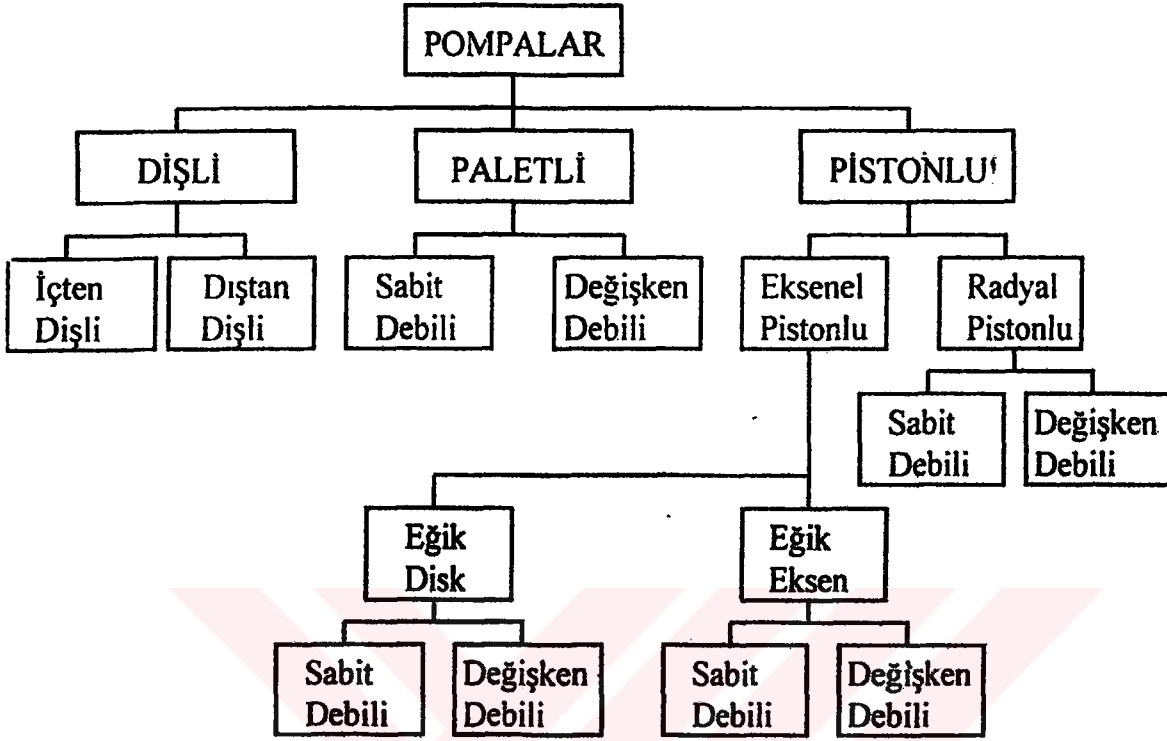 POMPALAR
DİŞLİ
PALETLİ
PİSTONLU
İçten
Dişli
Dıştan
Dişli
Sabit
Debili
Değişken
Debili
Eksenel
Pistonlu
Radyal
Pistonlu
Sabit
Debili
Değişken
Debili
Eğik
Disk
Eğik
Eksen
Sabit
Debili
Değişken
Debili
Sabit
Debili
Değişken
Debili